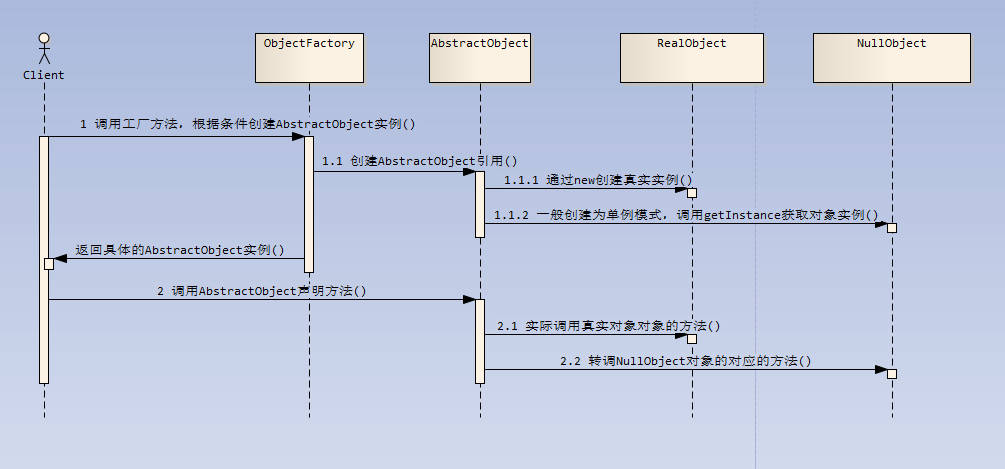 ObjectFactory
AbstractObject
RealObject
NullObject
Client
1 调用工厂方法，根据条件创建AbstractObject实例()
1.1 创建AbstractObject引用()
1.1.1 通过new创建真实实例()
1.1.2 一般创建为单例模式，调用getInstance获取对象实例()
返回具体的AbstractObject实例()
2 调用AbstractObject声明方法()
2.1 实际调用真实对象对象的方法()
2.2 转调NullObject对象的对应的方法()